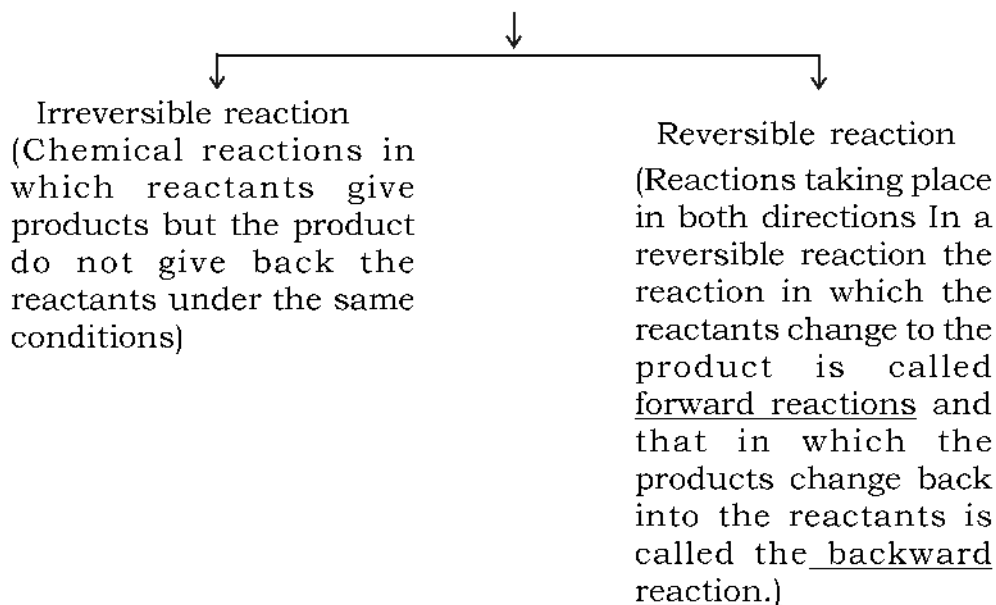 Irreversible reaction
(Chemical reactions in
which reactants give
products but the product
do not give back the
reactants under the same
conditions)
Reversible reaction
(Reactions taking place
in both directions In a
reversible reaction the
reaction in which the
reactants change to the
product is called
forward reactions and
that in which the
products change back
into the reactants is
called the backward
reaction.)